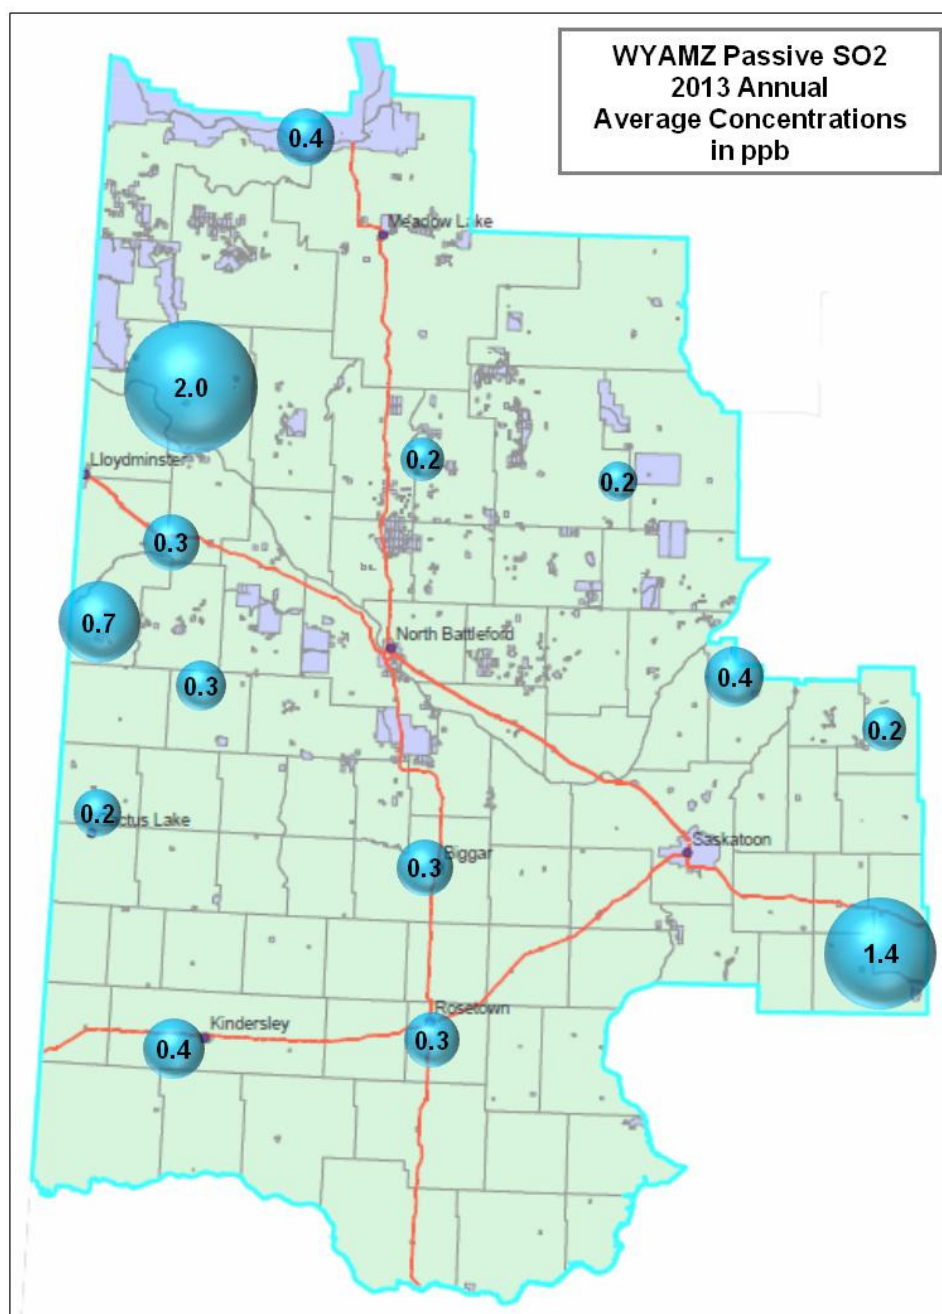 WYAMZ Passive SO2
2013 Annual
Average Concentrations
in ppb
0.4
Meadow Lake
2.0
0.2
Lloydminster
0.2
0.3
0.7
North Battleford
0.4
0.3
0.2
0.2
ctus Lake
Saskatoon
0.3
Biggar
1.4
Rosetown
Kindersley
0.3
0.4